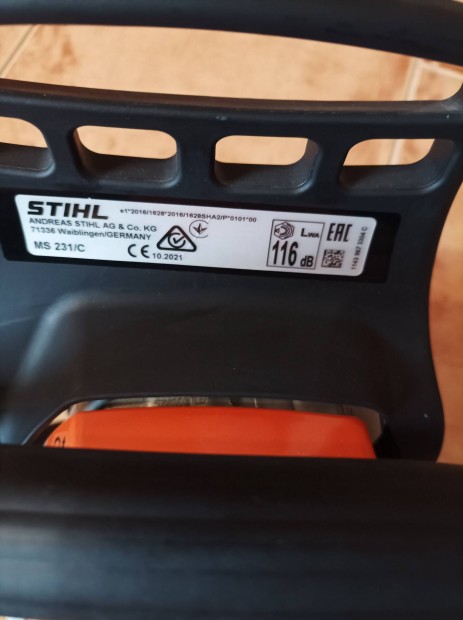 STIHL e1*2016/1628*2016/1628SHA2/P*0101*00
ANDREAS STIHL AG & Co. KG
71336 Waiblingen/GERMANY
MS 231/C CE 10.2021
LWA EAC
116 dB